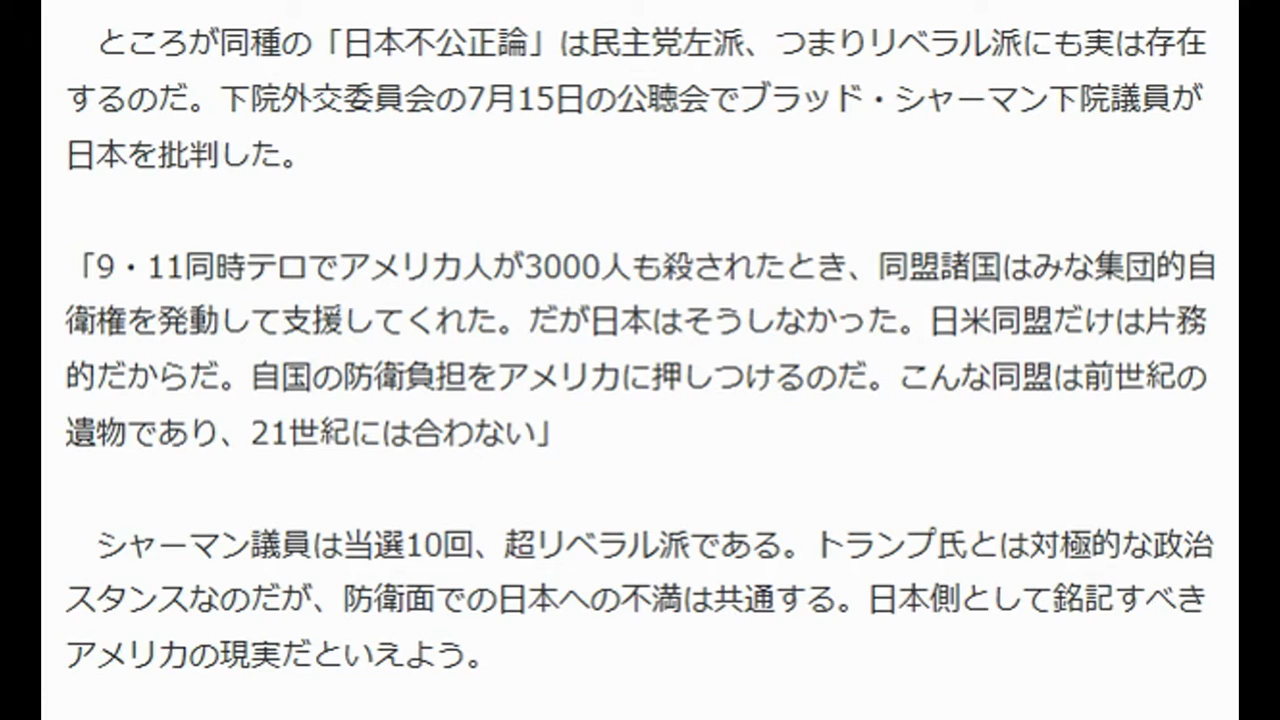 ところが同種の「日本不公正論」は民主党左派、つまりリベラル派にも実は存在
するのだ。下院外交委員会の7月15日の公聴会でブラッド・シャーマン下院議員が
日本を批判した。
「9・11同時テロでアメリカ人が3000人も殺されたとき、同盟諸国はみな集団的自
衛権を発動して支援してくれた。だが日本はそうしなかった。日米同盟だけは片務
的だからだ。自国の防衛負担をアメリカに押しつけるのだ。こんな同盟は前世紀の
遺物であり、21世紀には合わない」
シャーマン議員は当選10回、超リベラル派である。トランプ氏とは対極的な政治
スタンスなのだが、防衛面での日本への不満は共通する。日本側として銘記すべき
アメリカの現実だといえよう。